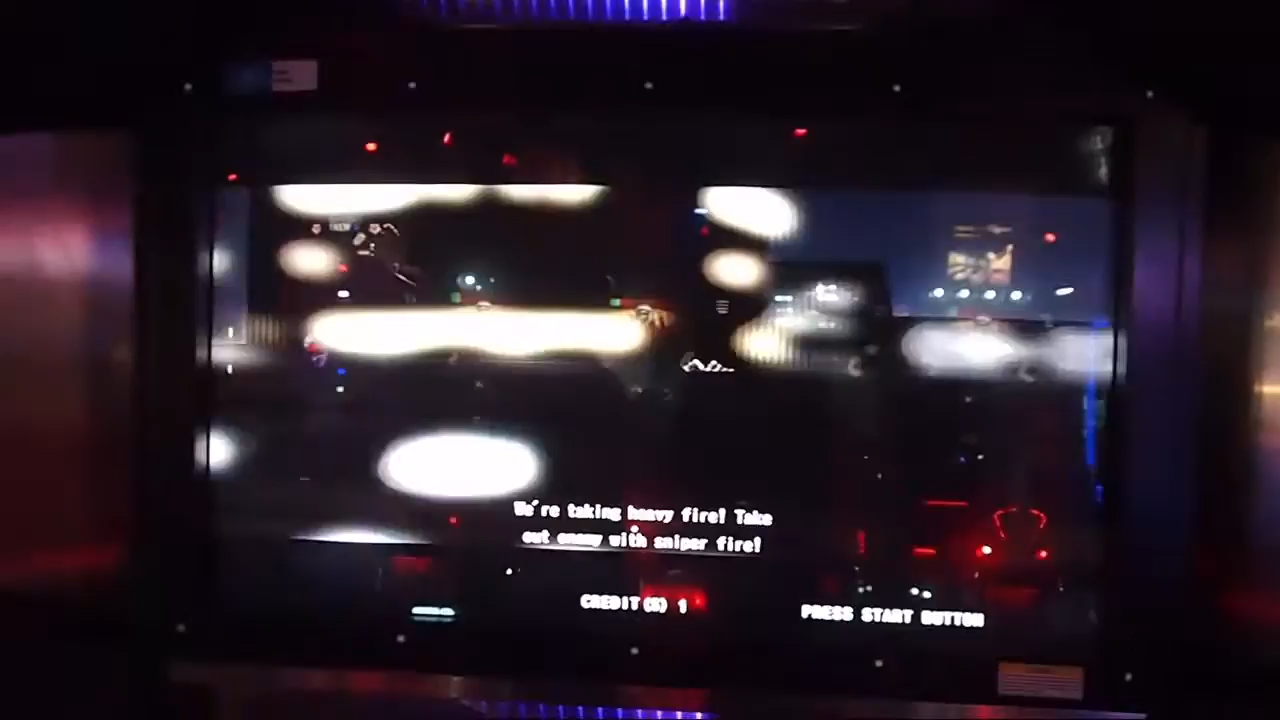 We're taking heavy fire! Take
out enemy with sniper fire!
CREDIT(S) 1
PRESS START BUTTON